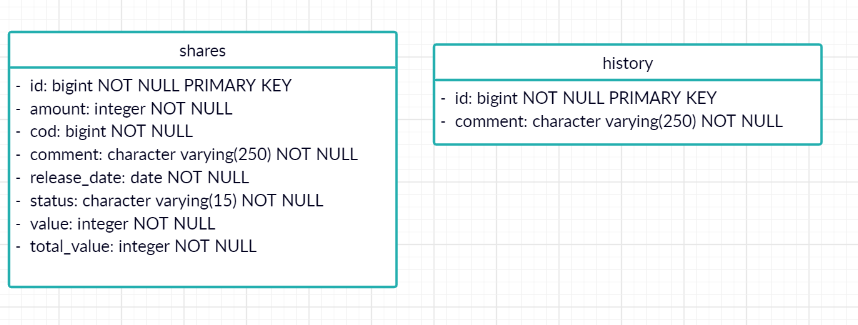 shares
- id: bigint NOT NULL PRIMARY KEY
- amount: integer NOT NULL
- cod: bigint NOT NULL
- comment: character varying(250) NOT NULL
- release_date: date NOT NULL
- status: character varying(15) NOT NULL
- value: integer NOT NULL
- total_value: integer NOT NULL
history
- id: bigint NOT NULL PRIMARY KEY
- comment: character varying(250) NOT NULL